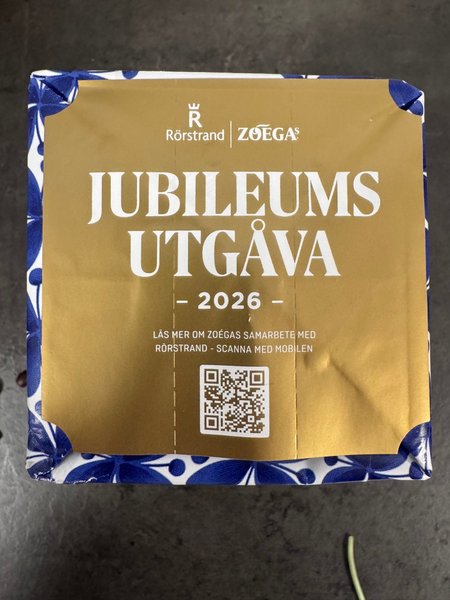 R
Rörstrand | ZOÉGAS
JUBILEUMS
UTGÅVA
- 2026 -
LÄS MER OM ZOÉGAS SAMARBETE MED
RÖRSTRAND - SCANNA MED MOBILEN